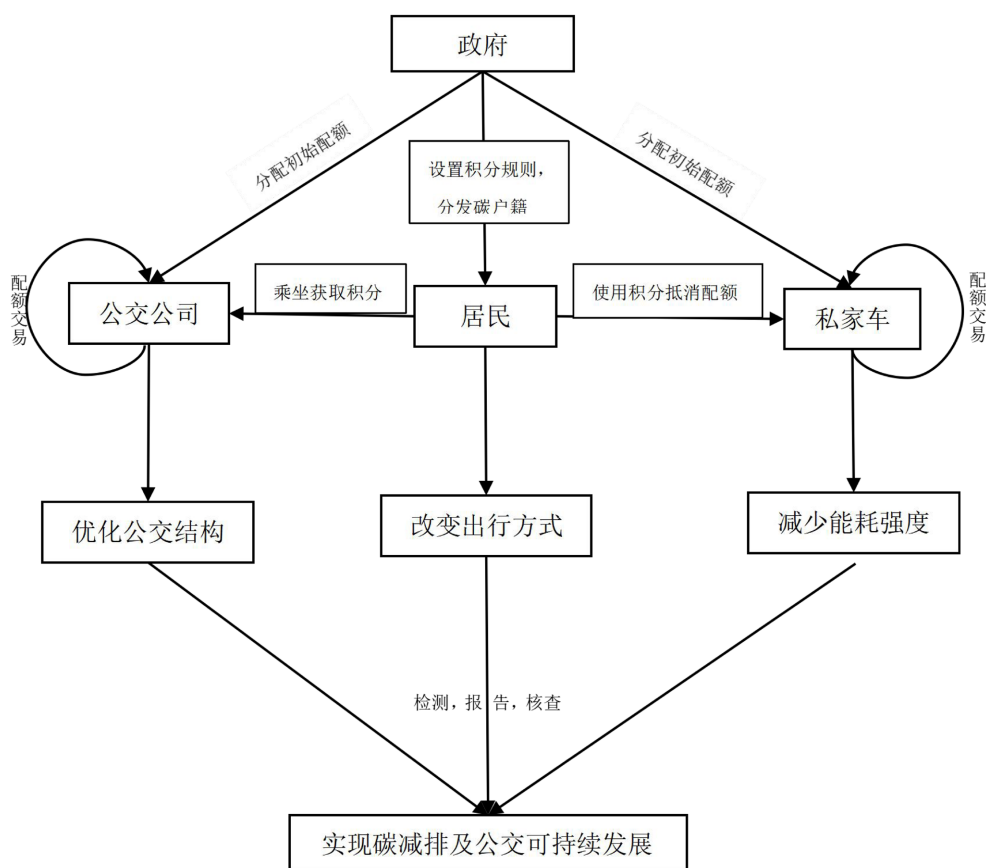 政府
分配初始配额
设置积分规则，
分发碳户籍
分配初始配额
配额交易
公交公司
乘坐获取积分
居民
使用积分抵消配额
私家车
配额交易
优化公交结构
改变出行方式
减少能耗强度
检测，报告，核查
实现碳减排及公交可持续发展